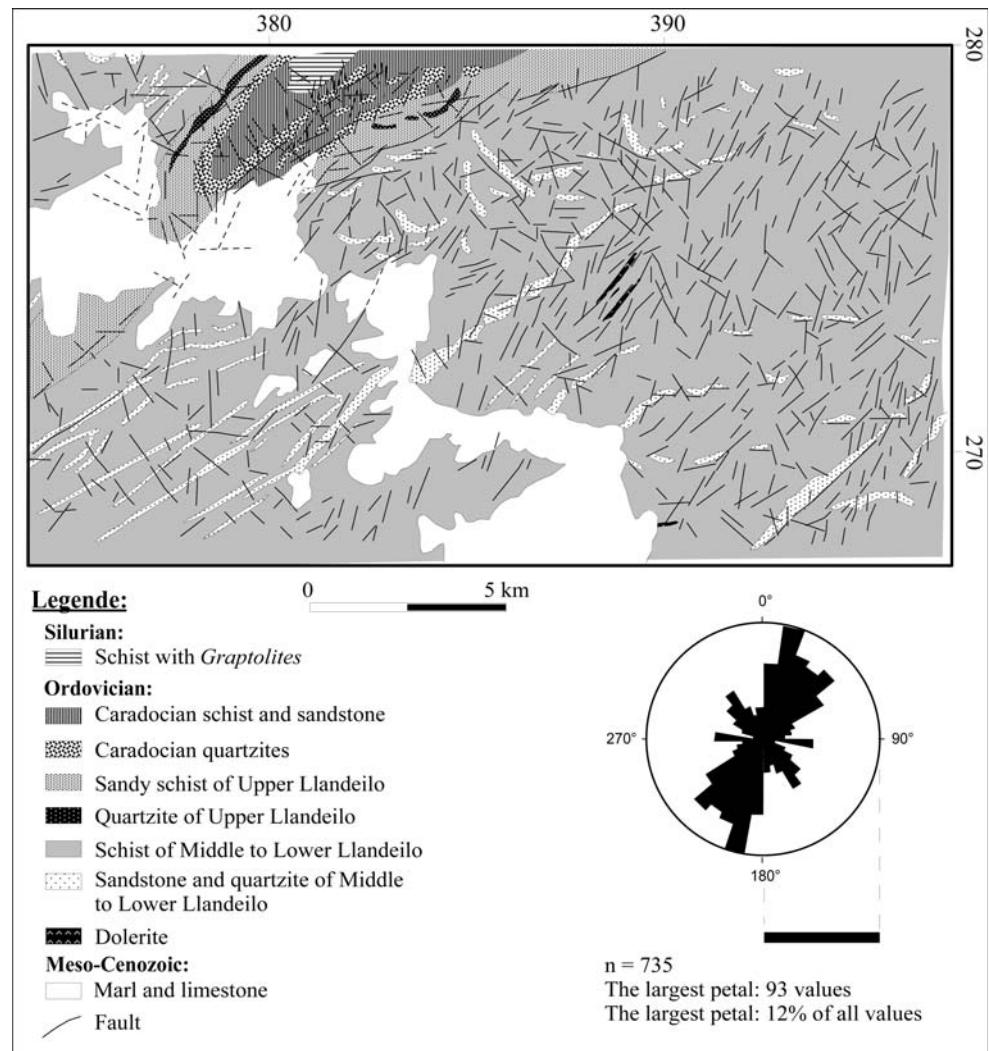 380
390
280
270
0
5 km
Legende:
Silurian:
Schist with Graptolites
Ordovician:
Caradocian schist and sandstone
Caradocian quartzites
Sandy schist of Upper Llandeilo
Quartzite of Upper Llandeilo
Schist of Middle to Lower Llandeilo
Sandstone and quartzite of Middle
to Lower Llandeilo
Dolerite
Meso-Cenozoic:
Marl and limestone
Fault
0°
270°
90°
180°
n = 735
The largest petal: 93 values
The largest petal: 12% of all values